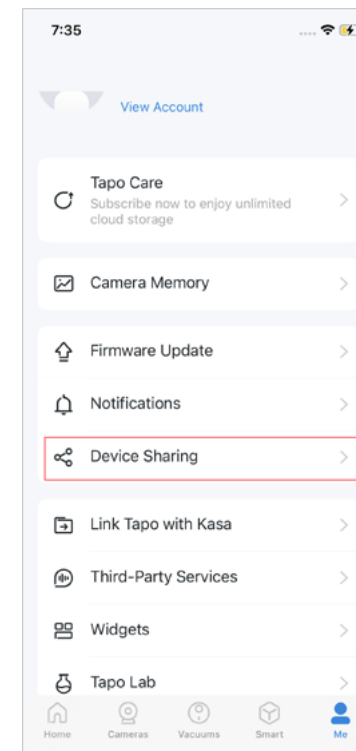 7:35
View Account
Tapo Care
Subscribe now to enjoy unlimited
cloud storage
Camera Memory
Firmware Update
Notifications
Device Sharing
Link Tapo with Kasa
Third-Party Services
Widgets
Tapo Lab
Home Cameras Vacuums Smart Me